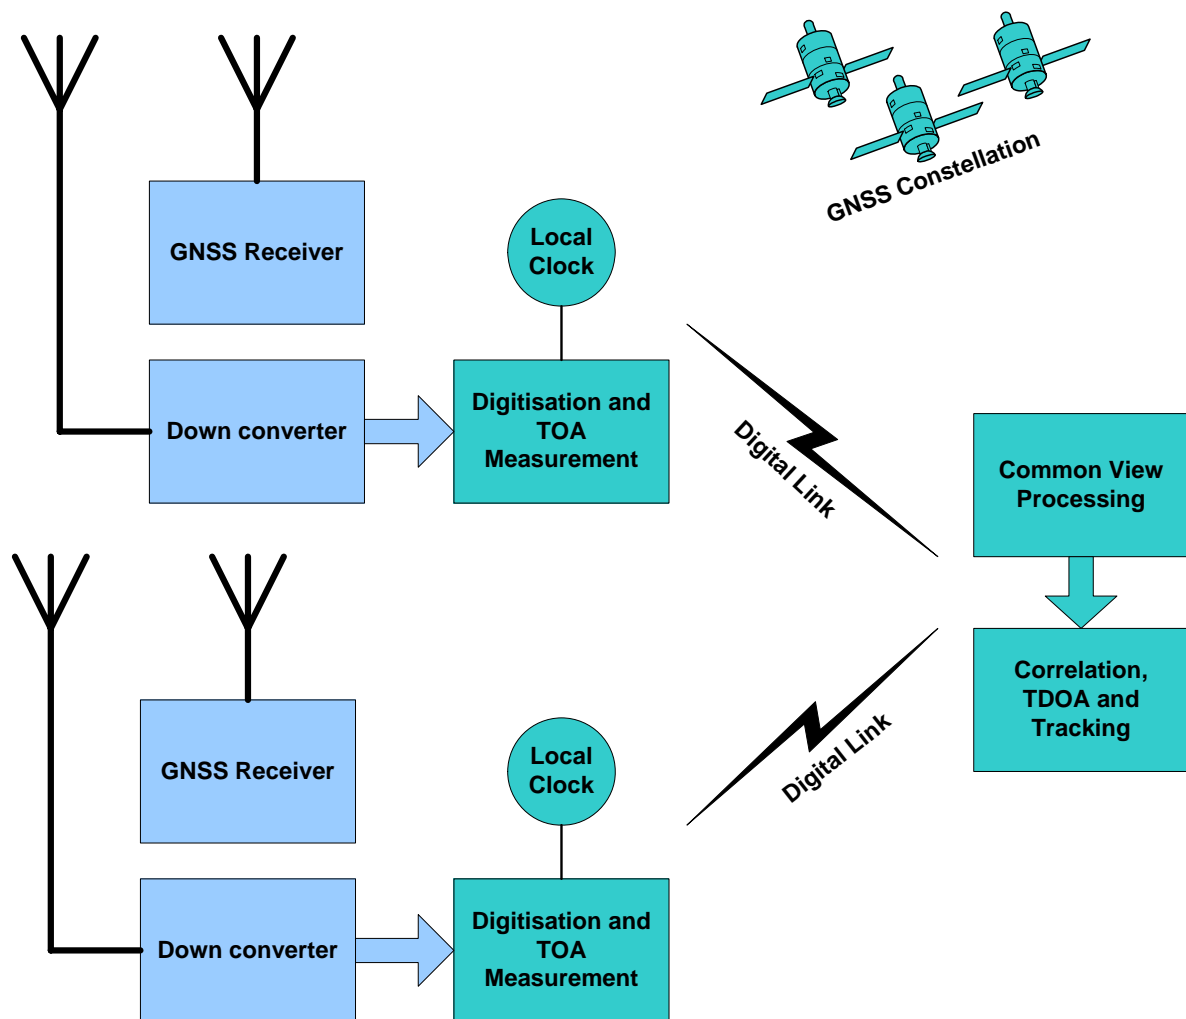 GNSS Constellation
GNSS Receiver
Local
Clock
Down converter
Digitisation and
TOA
Measurement
Digital Link
Common View
Processing
Correlation,
TDOA and
Tracking
GNSS Receiver
Local
Clock
Digital Link
Down converter
Digitisation and
TOA
Measurement